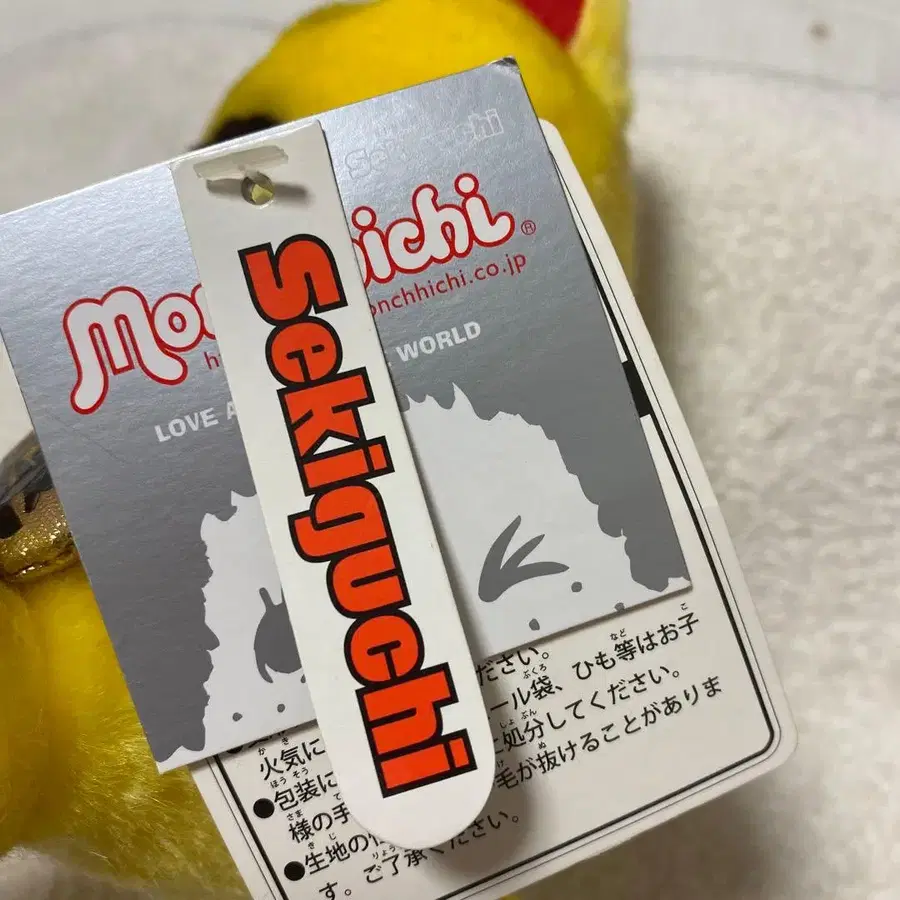 Sekiguchi
Sekiguchi
Monchhichi®
onchhichi.co.jp
LOVE A
WORLD
ださい。
ール袋、ひも等はお子
火気に
処分してください。
●包装に
毛が抜けることがありま
様の手
●生地の
す。ご了承ください。